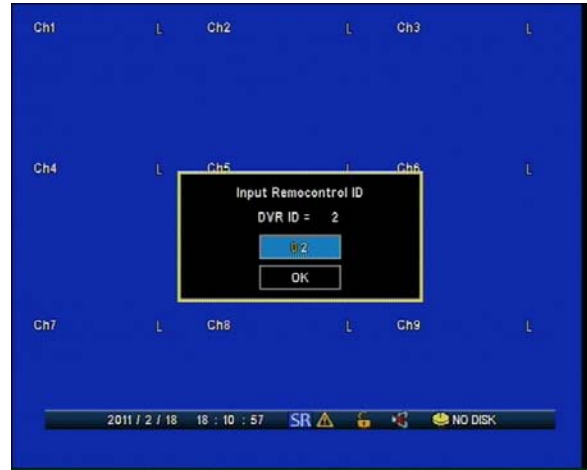 Ch1 L Ch2 L Ch3 L
Ch4 L Ch5 L Ch6 L
Input Remocontrol ID
DVR ID = 2
0 2
OK
Ch7 L Ch8 L Ch9 L
2011 / 2 / 18 18 : 10 : 57 SR NO DISK